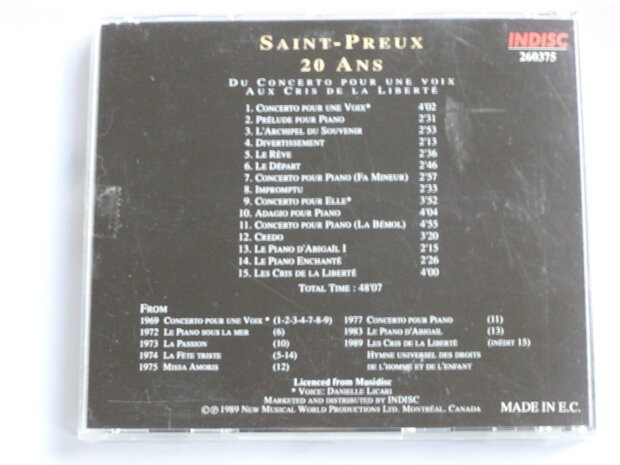 Saint-Preux
20 Ans
INDISC
260375
Du Concerto pour une voix
Aux Cris de la Liberté
1. Concerto pour une Voix* 4'02
2. Prélude pour Piano 2'31
3. L'Archipel du Souvenir 2'53
4. Divertissement 2'13
5. Le Rêve 2'36
6. Le Départ 2'46
7. Concerto pour Piano (Fa Mineur) 2'57
8. Impromptu 2'33
9. Concerto pour Elle* 3'52
10. Adagio pour Piano 4'04
11. Concerto pour Piano (La Bémol) 4'55
12. Credo 3'20
13. Le Piano d'Abigaïl I 2'15
14. Le Piano Enchanté 2'26
15. Les Cris de la Liberté 4'00
Total Time : 48'07
From
1969 Concerto pour une Voix * (1-2-3-4-7-8-9) 1977 Concerto pour Piano (11)
1972 Le Piano sous la mer (6) 1983 Le Piano d'Abigaïl (13)
1973 La Passion (10) 1989 Les Cris de la Liberté (inédit 15)
1974 La Fête triste (5-14) Hymne universel des droits
1975 Missa Amoris (12) de l'homme et de l'enfant
Licenced from Musidisc
* Voice: Danielle Licari
Marketed and distributed by INDISC
©℗ 1989 New Musical World Productions Ltd. Montréal, Canada
MADE IN E.C.